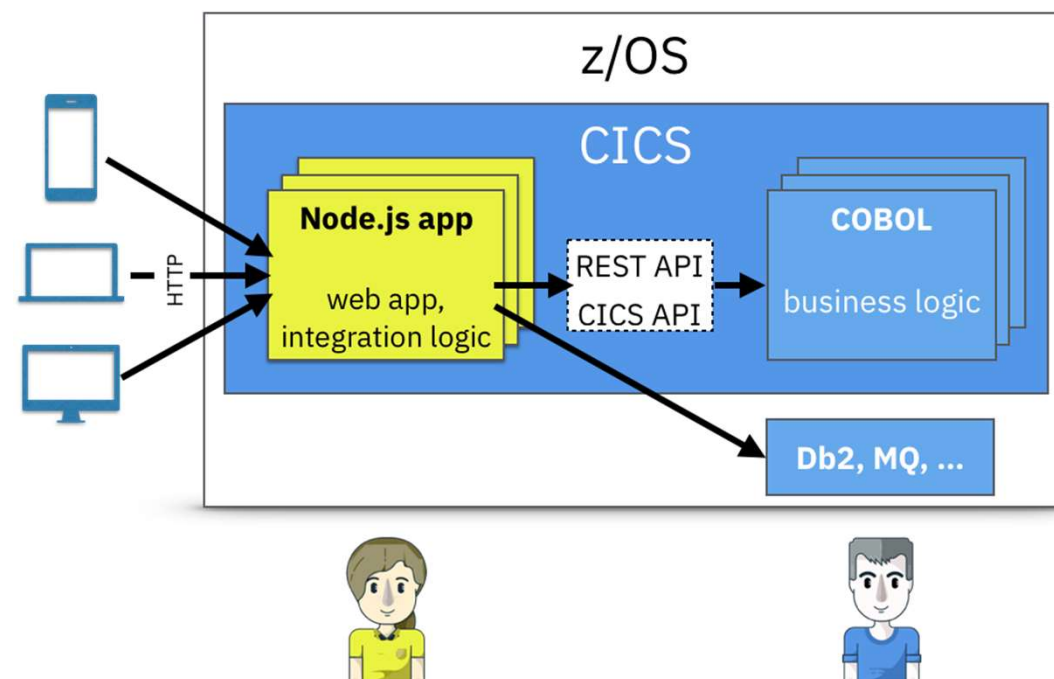 z/OS
CICS
HTTP
Node.js app
web app,
integration logic
REST API
CICS API
COBOL
business logic
Db2, MQ, ...